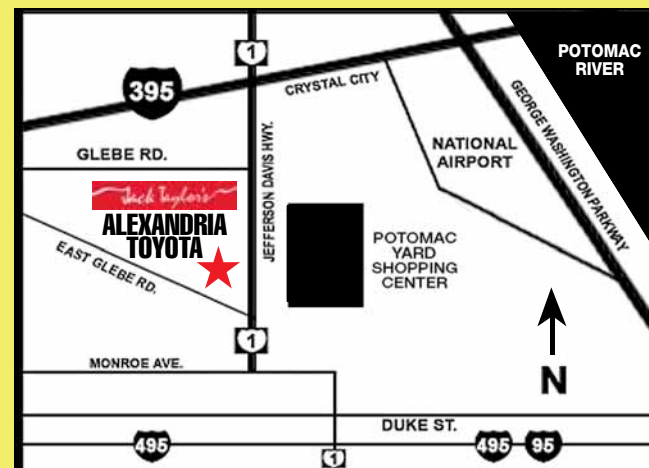 1
POTOMAC
RIVER
395
CRYSTAL CITY
GEORGE WASHINGTON PARKWAY
NATIONAL
AIRPORT
GLEBE RD.
JEFFERSON DAVIS HWY.
Jack Taylor's
ALEXANDRIA
TOYOTA
EAST GLEBE RD.
POTOMAC
YARD
SHOPPING
CENTER
1
MONROE AVE.
N
DUKE ST.
495
1
495
95